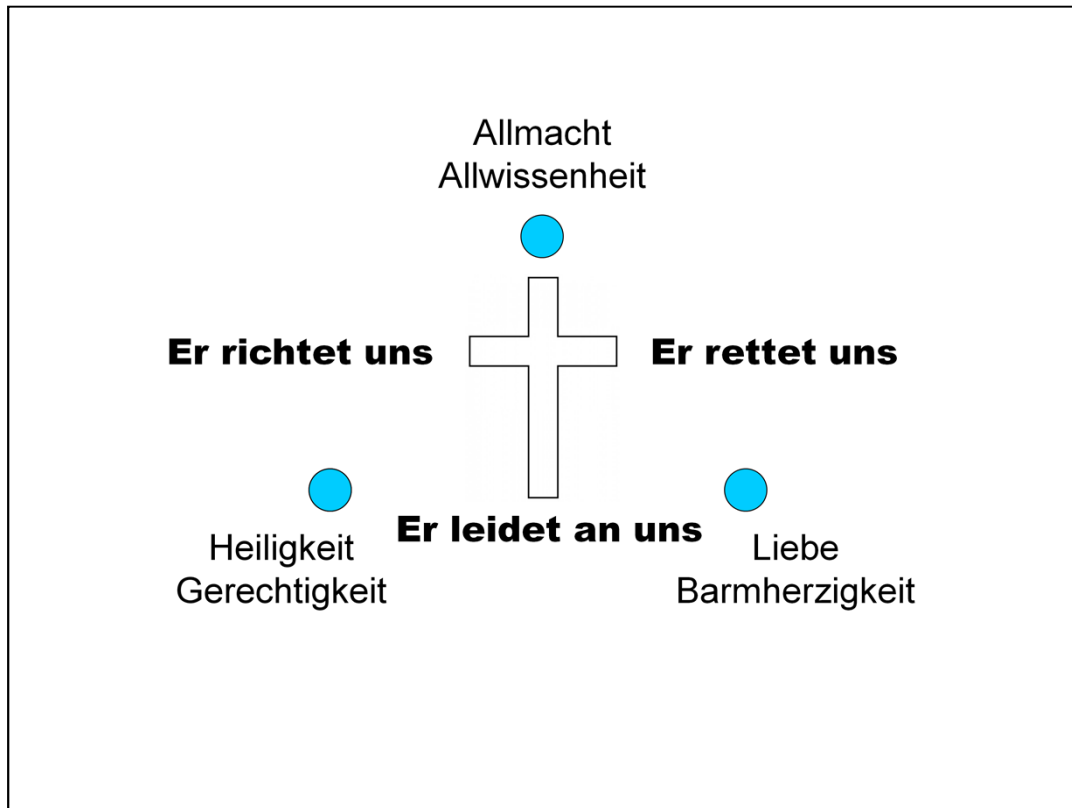 Allmacht
Allwissenheit
Er richtet uns
Er rettet uns
Er leidet an uns
Heiligkeit
Gerechtigkeit
Liebe
Barmherzigkeit